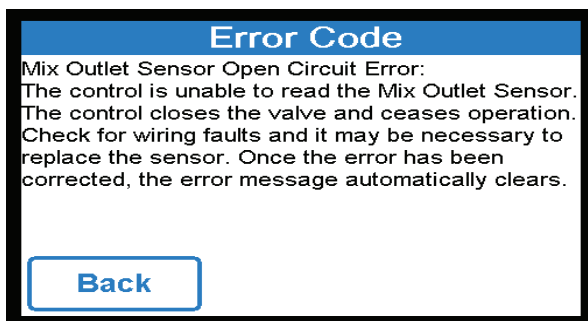 Error Code
Mix Outlet Sensor Open Circuit Error:
The control is unable to read the Mix Outlet Sensor.
The control closes the valve and ceases operation.
Check for wiring faults and it may be necessary to
replace the sensor. Once the error has been
corrected, the error message automatically clears.
Back